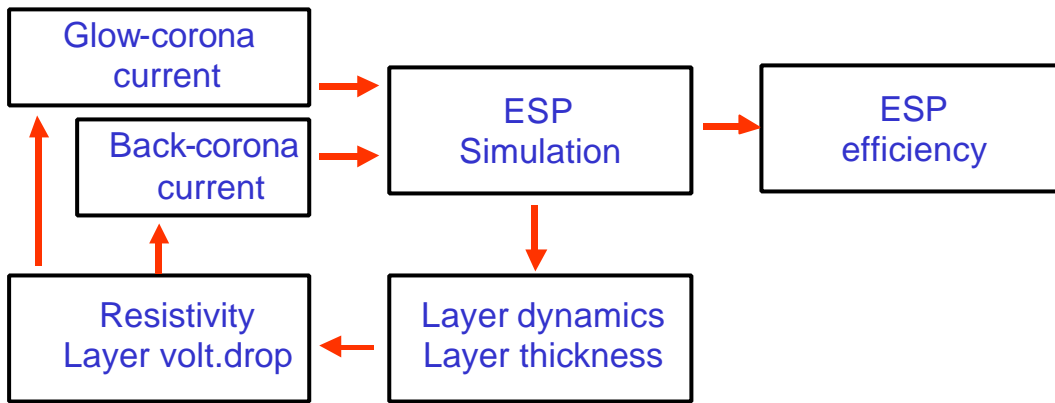 Glow-corona
current
Back-corona
current
ESP
Simulation
ESP
efficiency
Resistivity
Layer volt.drop
Layer dynamics
Layer thickness